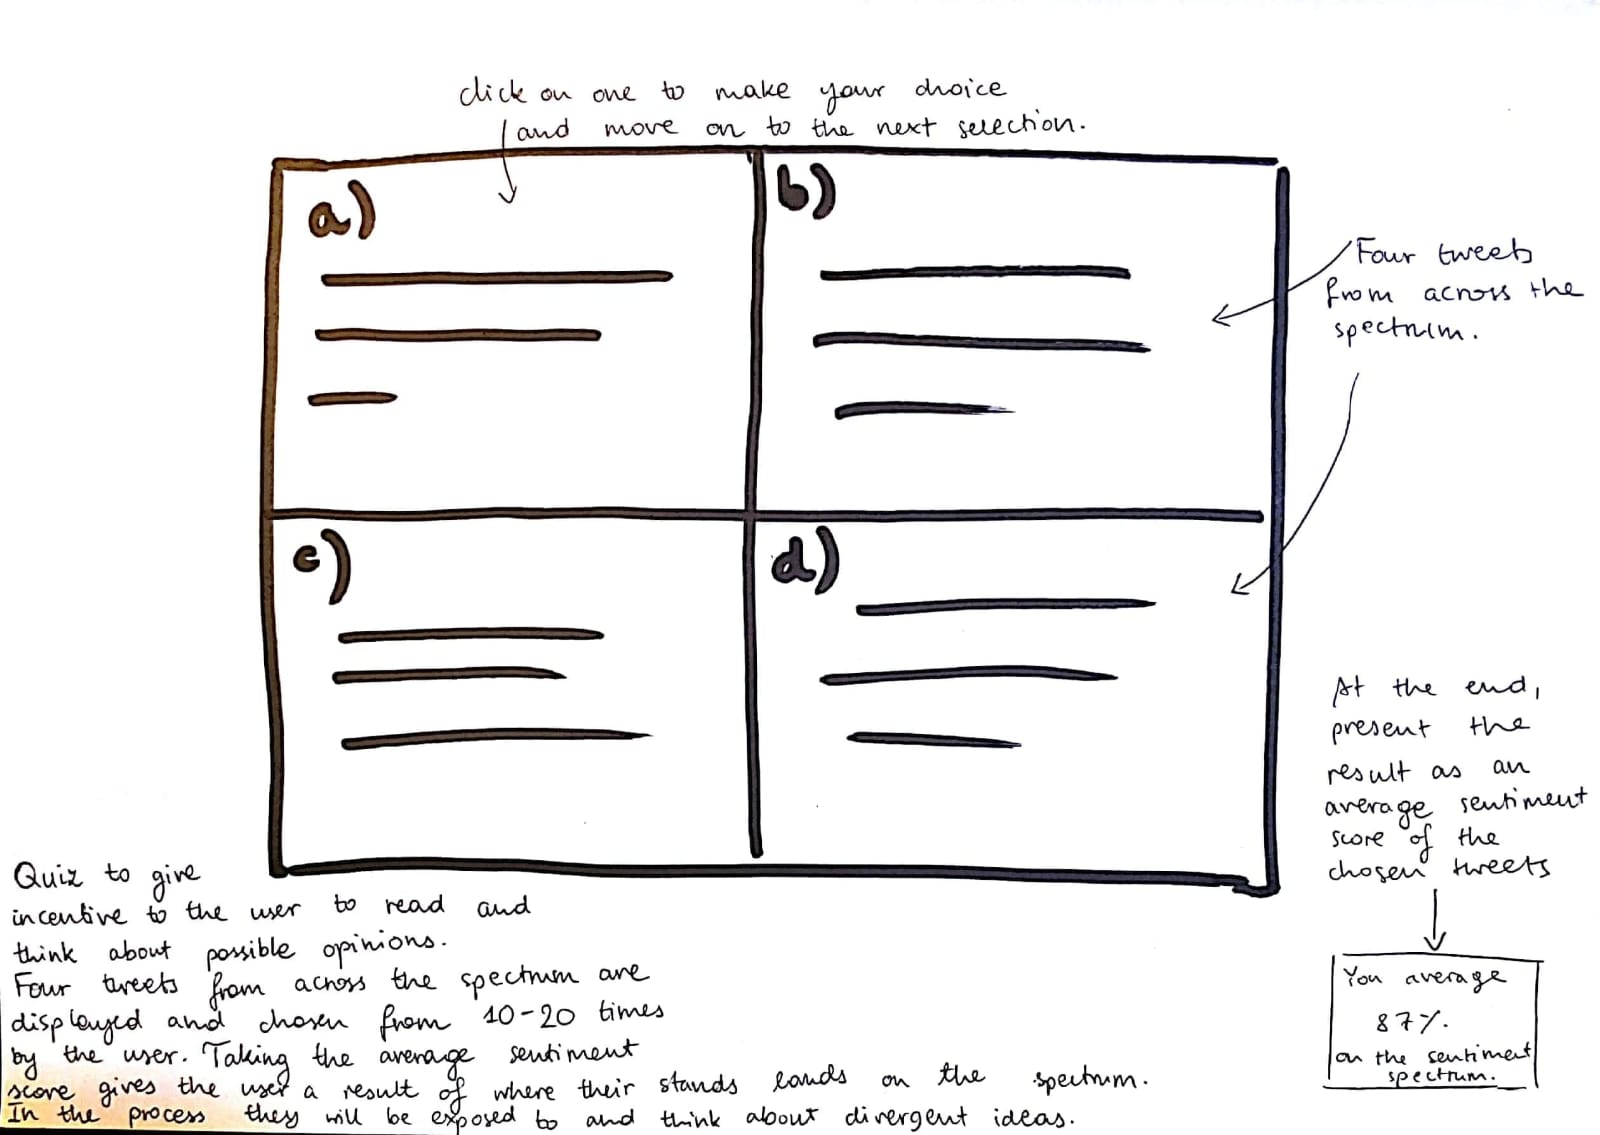 click on one to make your choice
and move on to the next selection.
a)
b)
Four tweets
from across the
spectrum.
c)
d)
At the end,
present the
result as an
average sentiment
score of the
chosen tweets
You average
87%
on the sentiment
spectrum.
Quiz to give
incentive to the user to read and
think about possible opinions.
Four tweets from across the spectrum are
displayed and chosen from 10-20 times
by the user. Taking the average sentiment
score gives the user a result of where their stands lands on the spectrum.
In the process they will be exposed to and think about divergent ideas.